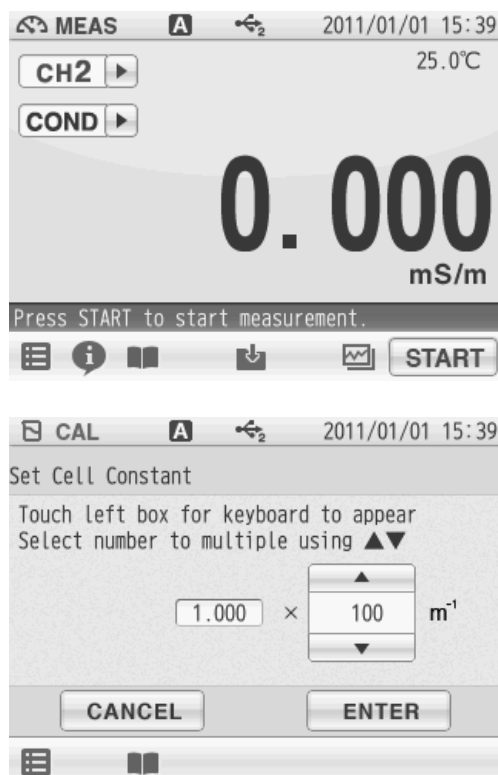 MEAS A 2 2011/01/01 15:39
CH2 25.0℃
COND
0.000
mS/m
Press START to start measurement.
i START
CAL A 2 2011/01/01 15:39
Set Cell Constant
Touch left box for keyboard to appear
Select number to multiple using ▲▼
1.000 × 100 m⁻¹
CANCEL ENTER